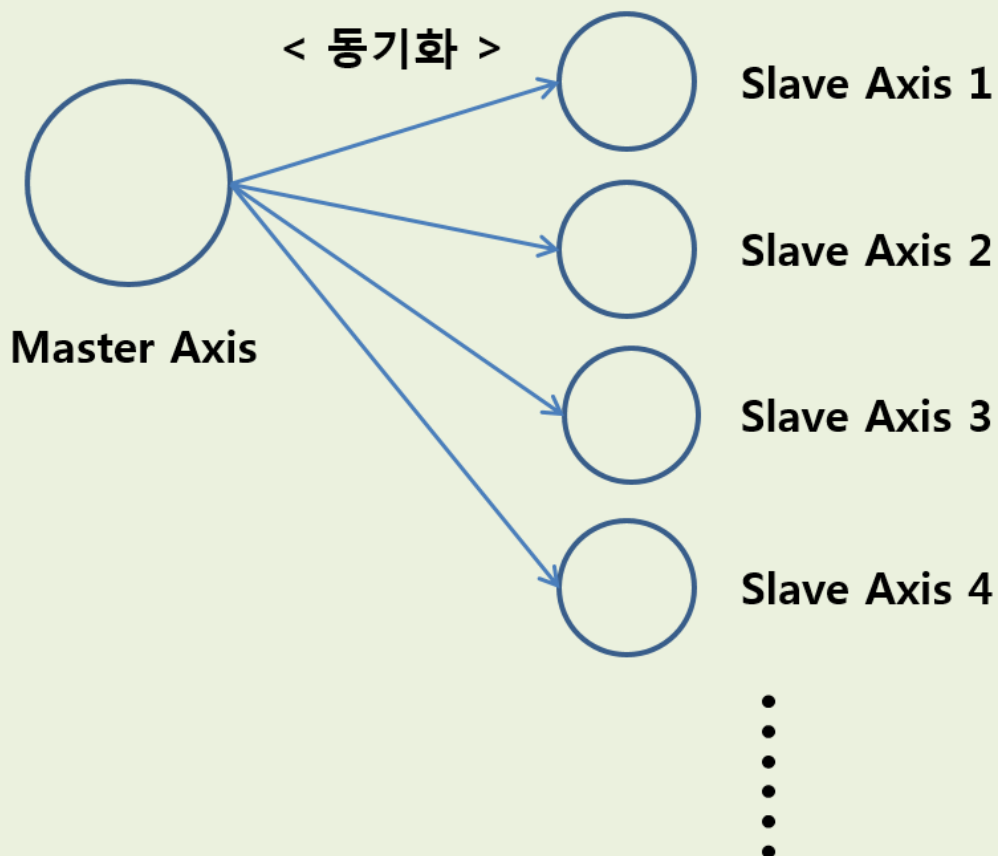 < 동기화 >
Slave Axis 1
Slave Axis 2
Master Axis
Slave Axis 3
Slave Axis 4